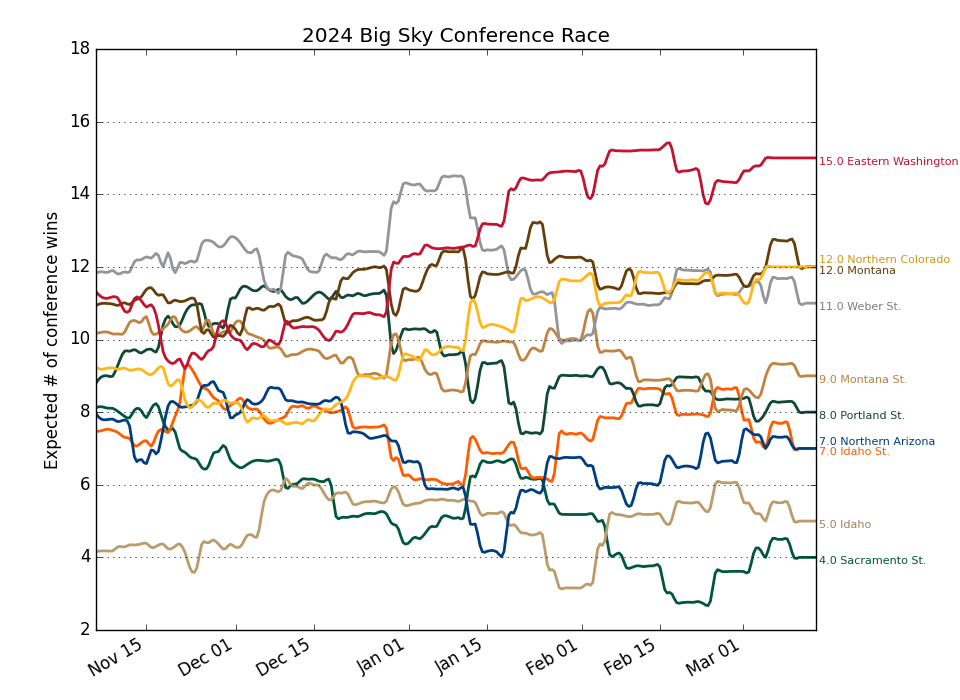 2024 Big Sky Conference Race
Expected # of conference wins
18
16
14
12
10
8
6
4
2
Nov 15
Dec 01
Dec 15
Jan 01
Jan 15
Feb 01
Feb 15
Mar 01
15.0 Eastern Washington
12.0 Northern Colorado
12.0 Montana
11.0 Weber St.
9.0 Montana St.
8.0 Portland St.
7.0 Northern Arizona
7.0 Idaho St.
5.0 Idaho
4.0 Sacramento St.